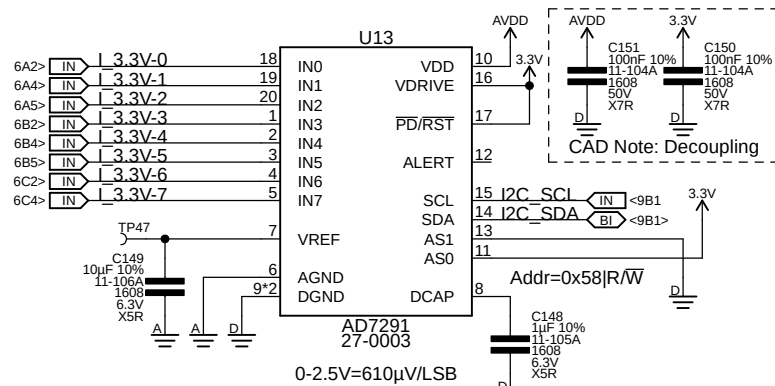 U13
6A2> IN I_3.3V-0 18 IN0
6A4> IN I_3.3V-1 19 IN1
6A5> IN I_3.3V-2 20 IN2
6B2> IN I_3.3V-3 1 IN3
6B4> IN I_3.3V-4 2 IN4
6B5> IN I_3.3V-5 3 IN5
6C2> IN I_3.3V-6 4 IN6
6C4> IN I_3.3V-7 5 IN7
TP47 7 VREF
C149
10µF 10%
11-106A
1608
6.3V
X5R
6 AGND
9*2 DGND
A
A
D
AVDD
VDD 10
3.3V
VDRIVE 16
PD/RST 17
ALERT 12
SCL 15 I2C_SCL IN <9B1
SDA 14 I2C_SDA BI <9B1>
AS1 13
AS0 11
3.3V
Addr=0x58|R/W
D
DCAP 8
C148
1µF 10%
11-105A
1608
6.3V
X5R
D
AD7291
27-0003
0-2.5V=610µV/LSB
AVDD
C151
100nF 10%
11-104A
1608
50V
X7R
D
3.3V
C150
100nF 10%
11-104A
1608
50V
X7R
D
CAD Note: Decoupling